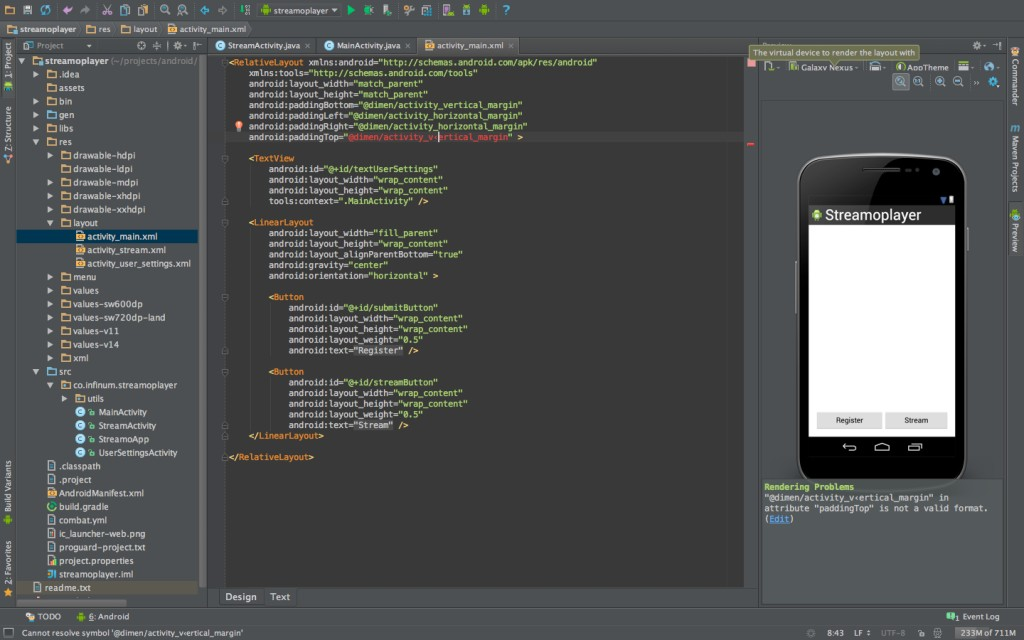 streamoplayer
streamoplayer
res
layout
activity_main.xml
Project
StreamActivity.java
MainActivity.java
activity_main.xml
The virtual device to render the layout with
Galaxy Nexus
AppTheme
1: Project
Z: Structure
Build Variants
2: Favorites
Commander
Maven Projects
Preview
streamoplayer (~/projects/android/
.idea
assets
bin
gen
libs
res
drawable-hdpi
drawable-ldpi
drawable-mdpi
drawable-xhdpi
drawable-xxhdpi
layout
activity_main.xml
activity_stream.xml
activity_user_settings.xml
menu
values
values-sw600dp
values-sw720dp-land
values-v11
values-v14
xml
src
co.infinum.streamoplayer
utils
MainActivity
StreamActivity
StreamoApp
UserSettingsActivity
.classpath
.project
AndroidManifest.xml
build.gradle
combat.yml
ic_launcher-web.png
proguard-project.txt
project.properties
streamoplayer.iml
readme.txt
<RelativeLayout xmlns:android="http://schemas.android.com/apk/res/android"
xmlns:tools="http://schemas.android.com/tools"
android:layout_width="match_parent"
android:layout_height="match_parent"
android:paddingBottom="@dimen/activity_vertical_margin"
android:paddingLeft="@dimen/activity_horizontal_margin"
android:paddingRight="@dimen/activity_horizontal_margin"
android:paddingTop="@dimen/activity_v‹ertical_margin" >
<TextView
android:id="@+id/textUserSettings"
android:layout_width="wrap_content"
android:layout_height="wrap_content"
tools:context=".MainActivity" />
<LinearLayout
android:layout_width="fill_parent"
android:layout_height="wrap_content"
android:layout_alignParentBottom="true"
android:gravity="center"
android:orientation="horizontal" >
<Button
android:id="@+id/submitButton"
android:layout_width="wrap_content"
android:layout_height="wrap_content"
android:layout_weight="0.5"
android:text="Register" />
<Button
android:id="@+id/streamButton"
android:layout_width="wrap_content"
android:layout_height="wrap_content"
android:layout_weight="0.5"
android:text="Stream" />
</LinearLayout>
</RelativeLayout>
Design
Text
Streamoplayer
Register
Stream
Rendering Problems
"@dimen/activity_v‹ertical_margin" in
attribute "paddingTop" is not a valid format.
(Edit)
TODO
6: Android
1 Event Log
Cannot resolve symbol '@dimen/activity_v‹ertical_margin'
8:43
LF
UTF-8
233M of 711M